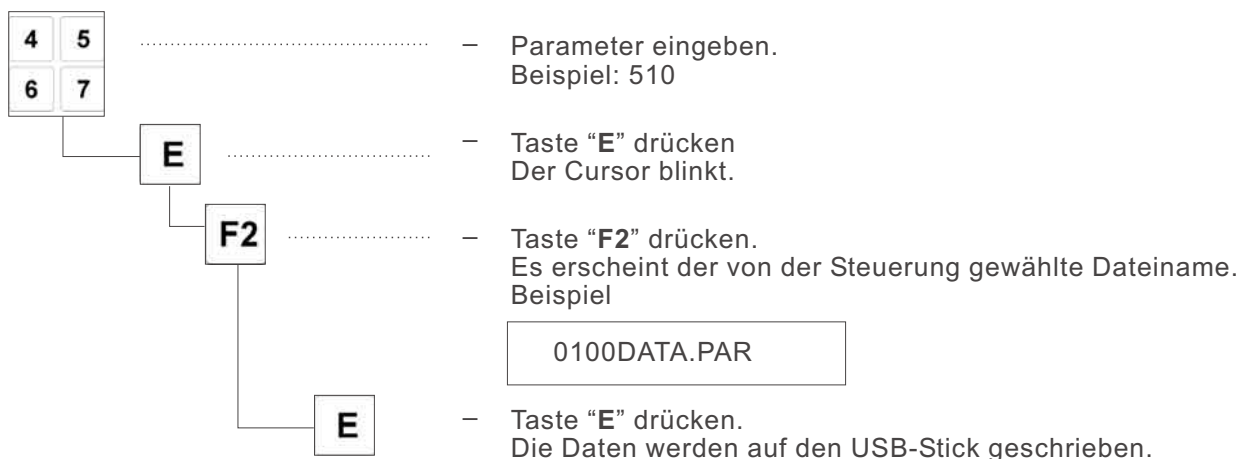 4 5
6 7
– Parameter eingeben.
Beispiel: 510
E
– Taste “E” drücken
Der Cursor blinkt.
F2
– Taste “F2” drücken.
Es erscheint der von der Steuerung gewählte Dateiname.
Beispiel
0100DATA.PAR
E
– Taste “E” drücken.
Die Daten werden auf den USB-Stick geschrieben.